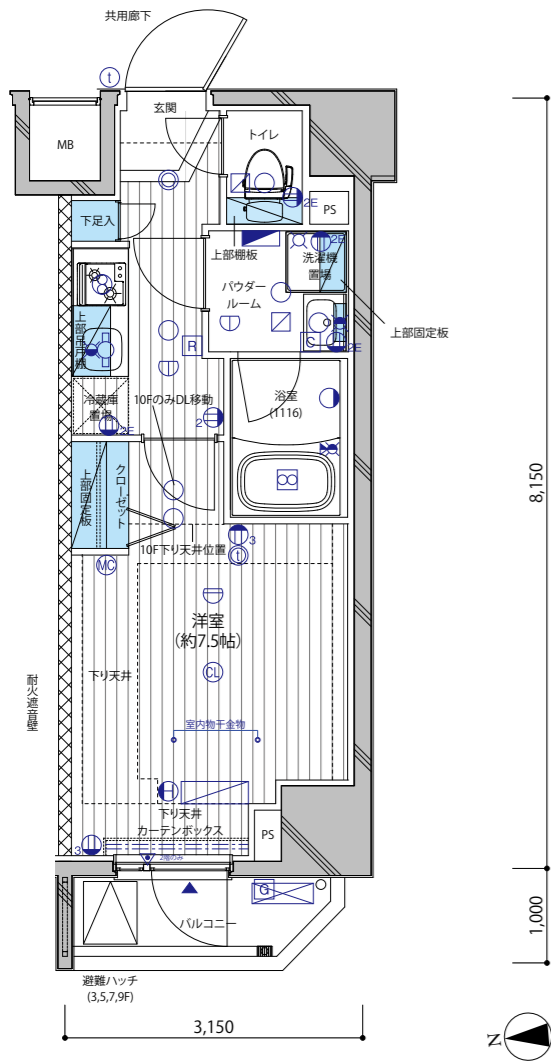 共用廊下
t
玄関
MB
トイレ
2E
PS
下足入
上部棚板
2E
洗濯機
置場
パウダー
ルーム
上部固定板
上部吊戸棚
R
C
2E
冷蔵庫
置場
2E
10FのみDL移動
浴室
(1116)
2
8,150
上部固定板
クローゼット
3
10F下り天井位置
t
MC
洋室
(約7.5帖)
下り天井
CL
耐火遮音壁
室内物干金物
下り天井
カーテンボックス
PS
3
2階のみ
G
バルコニー
1,000
避難ハッチ
(3,5,7,9F)
3,150
N